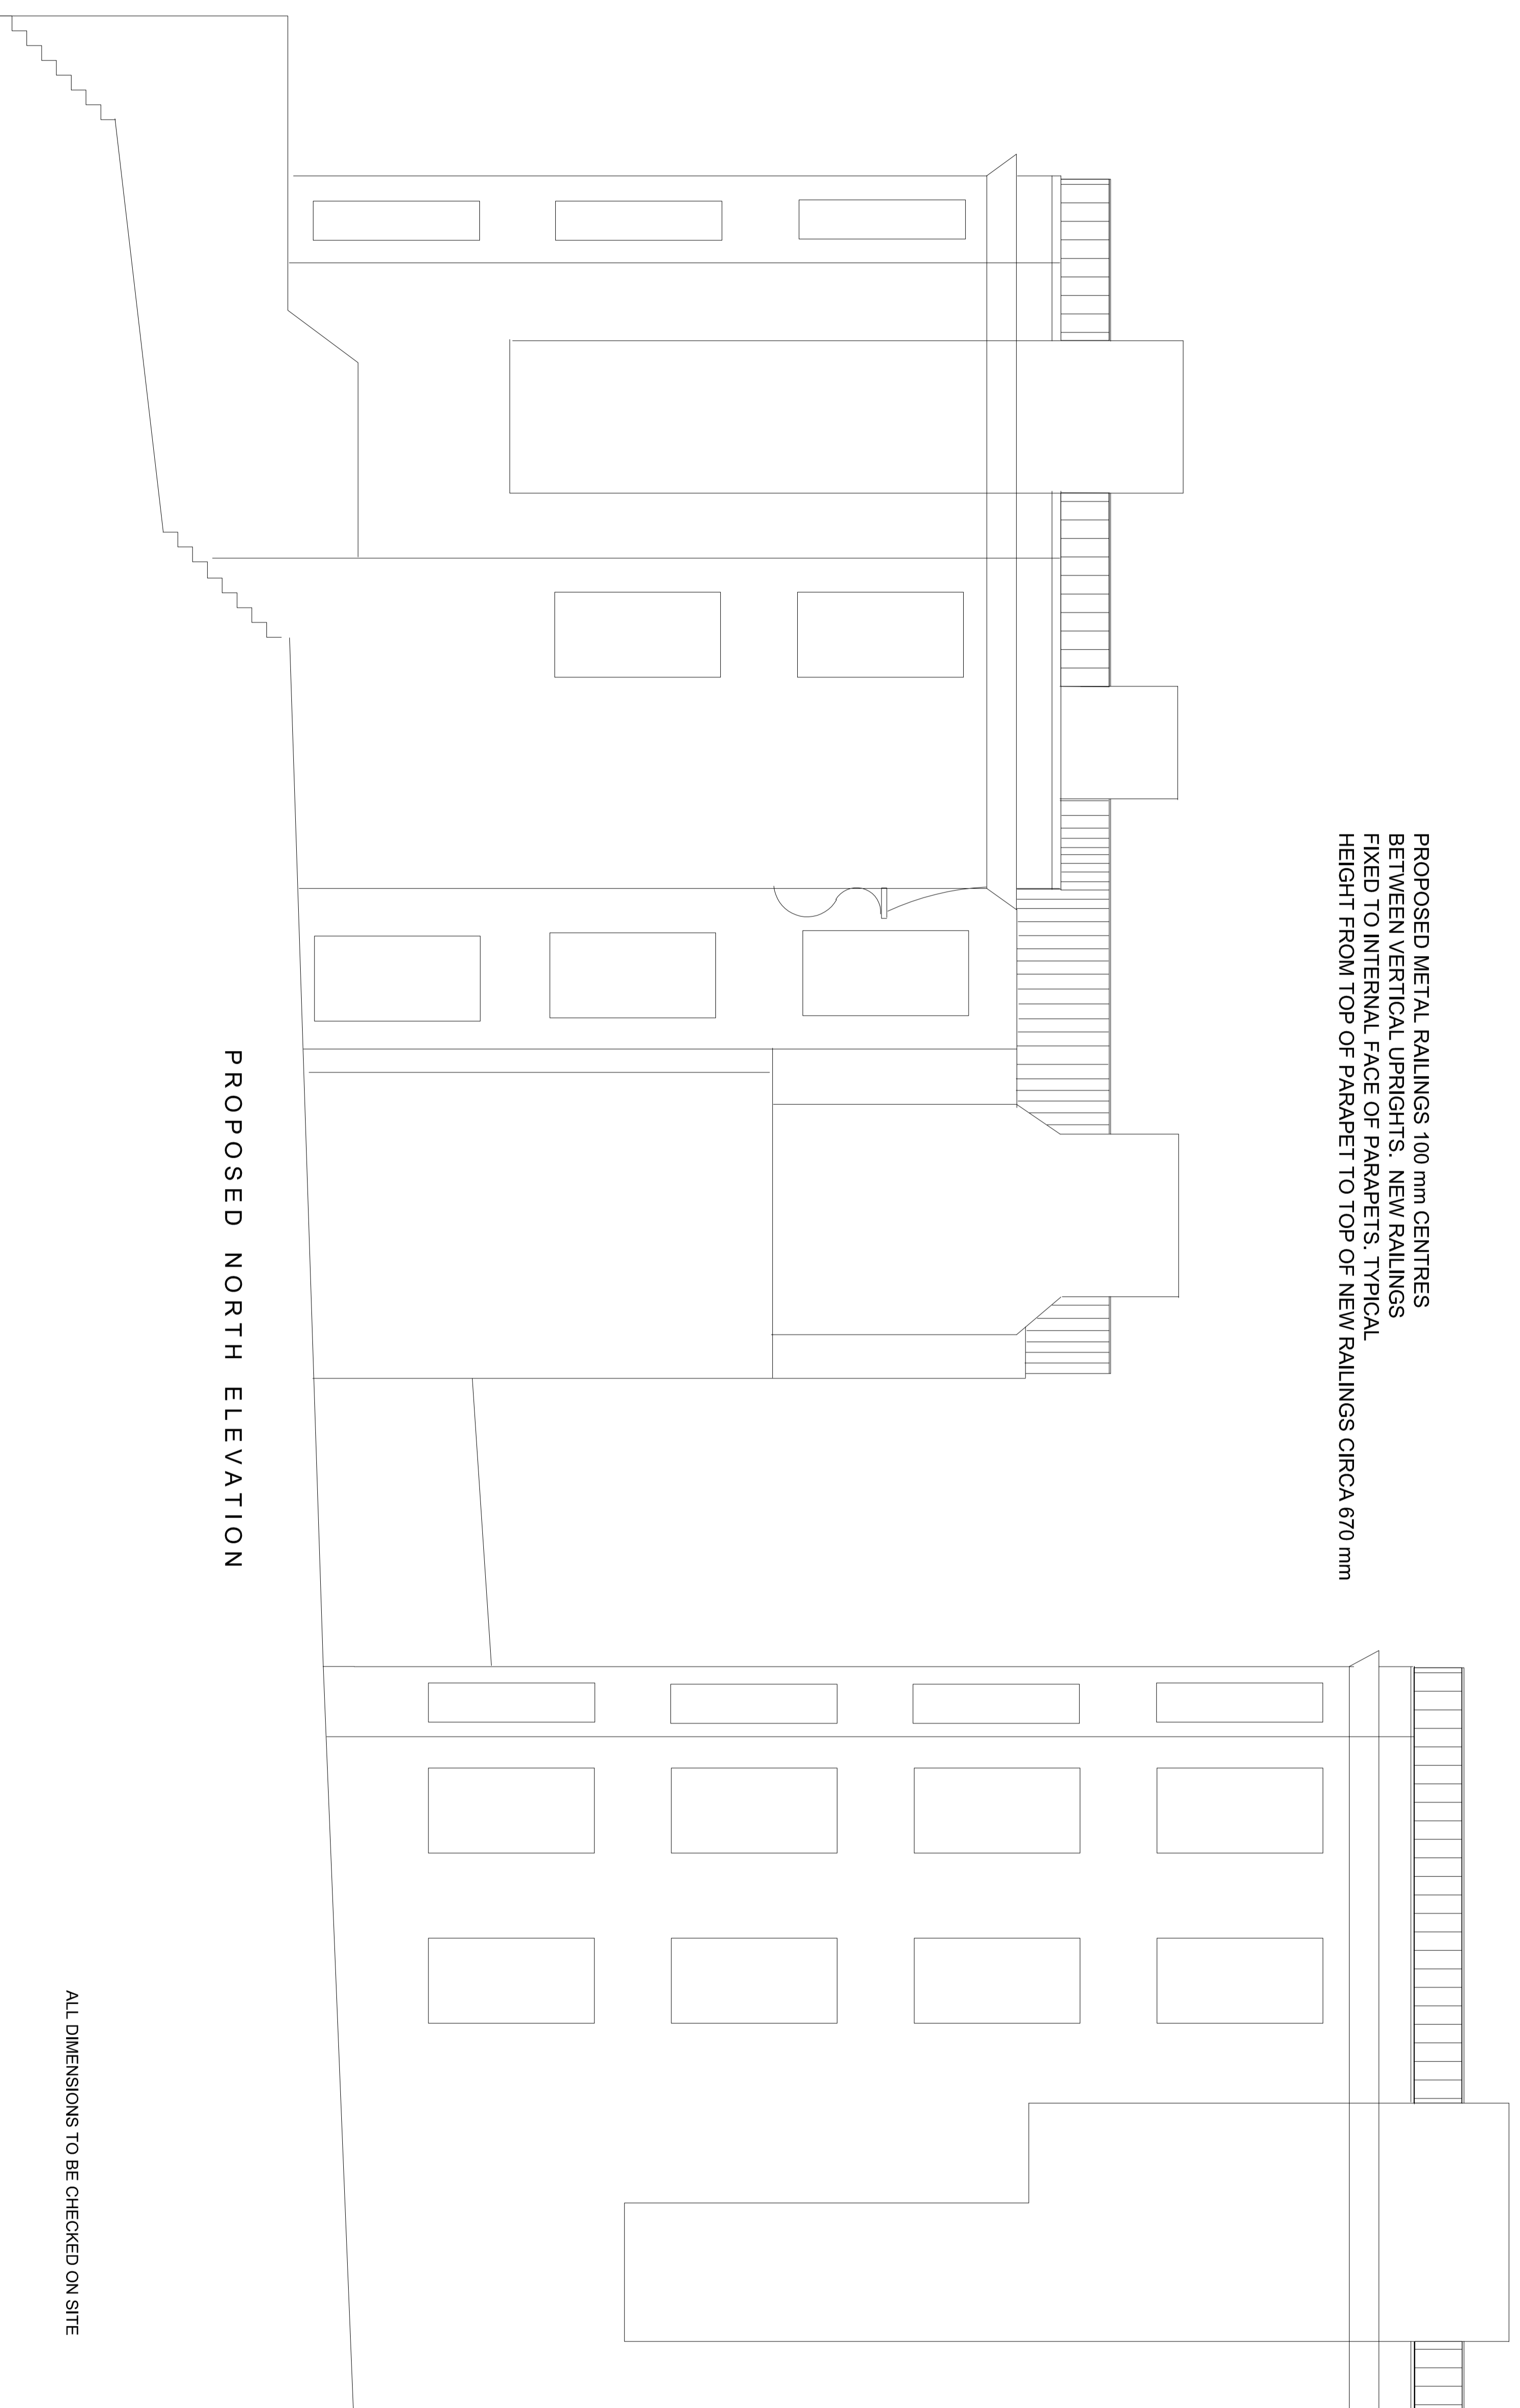 PROPOSED METAL RAILINGS 100 mm CENTRES
BETWEEN VERTICAL UPRIGHTS. NEW RAILINGS
FIXED TO INTERNAL FACE OF PARAPETS. TYPICAL
HEIGHT FROM TOP OF PARAPET TO TOP OF NEW RAILINGS CIRCA 670 mm
PROPOSED NORTH ELEVATION
ALL DIMENSIONS TO BE CHECKED ON SITE